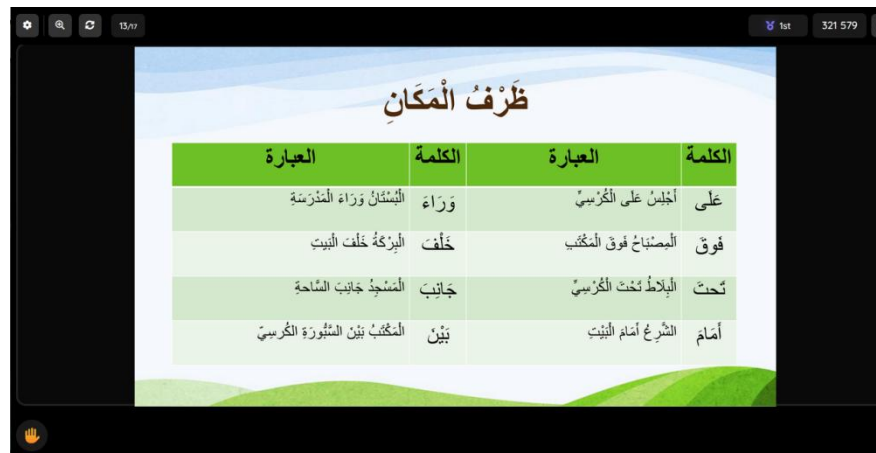 13/17
1st
321 579
ظَرْفُ الْمَكَانِ
الكلمة العبارة الكلمة العبارة
عَلَى أَجْلِسُ عَلَى الْكُرْسِيِّ وَرَاءَ الْبُسْتَانُ وَرَاءَ الْمَدْرَسَةِ
فَوقَ اَلْمِصْبَاحُ فَوقَ الْمَكْتَبِ خَلْفَ الْبِرْكَةُ خَلْفَ الْبَيتِ
تَحتَ الْبِلَاطُ تَحْتَ الْكُرْسِيِّ جَانِبَ الْمَسْجِدُ جَانِبَ السَّاحةِ
أَمَامَ الشَّرِعُ أَمَامَ الْبَيْتِ بَيْنَ الْمَكْتَبُ بَيْنَ السَّبُّورَةِ الكُرسِيّ